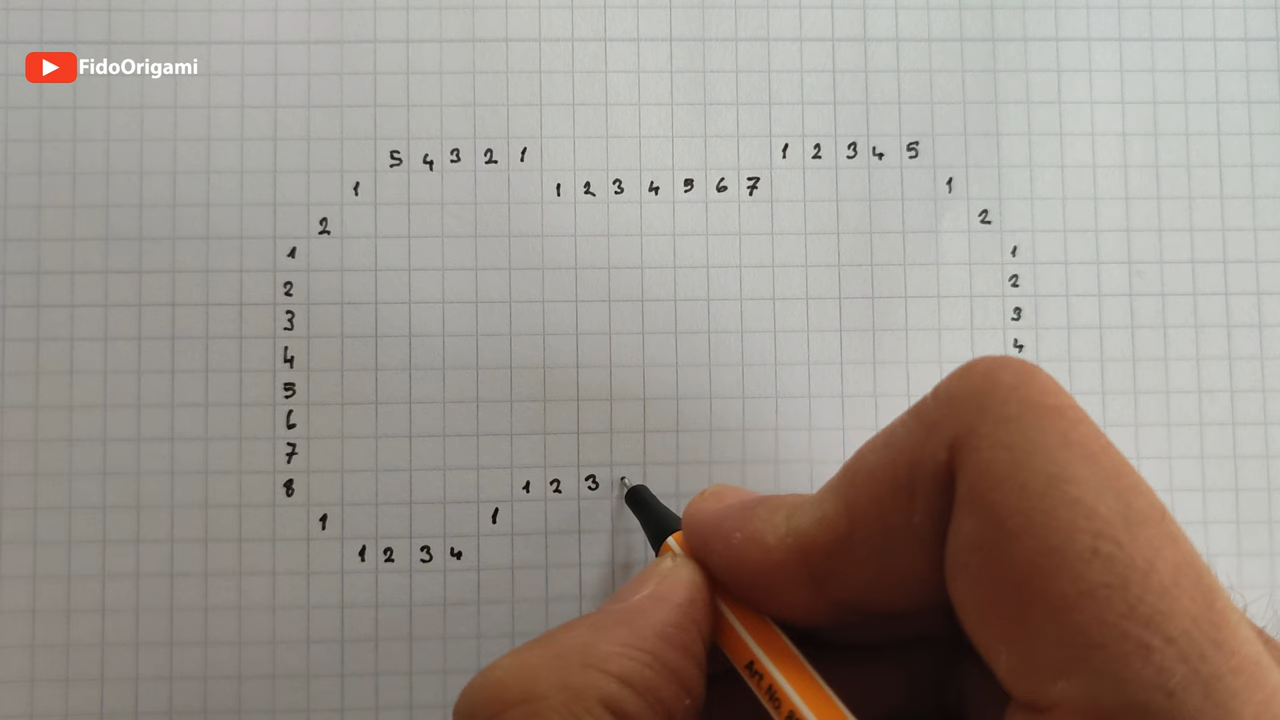 FidoOrigami
5 4 3 2 1 1 2 3 4 5
1 1 2 3 4 5 6 7 1
2 2
1 1
2 2
3 3
4 4
5
6
7
8 1 2 3
1 1
1 2 3 4
Art. No.